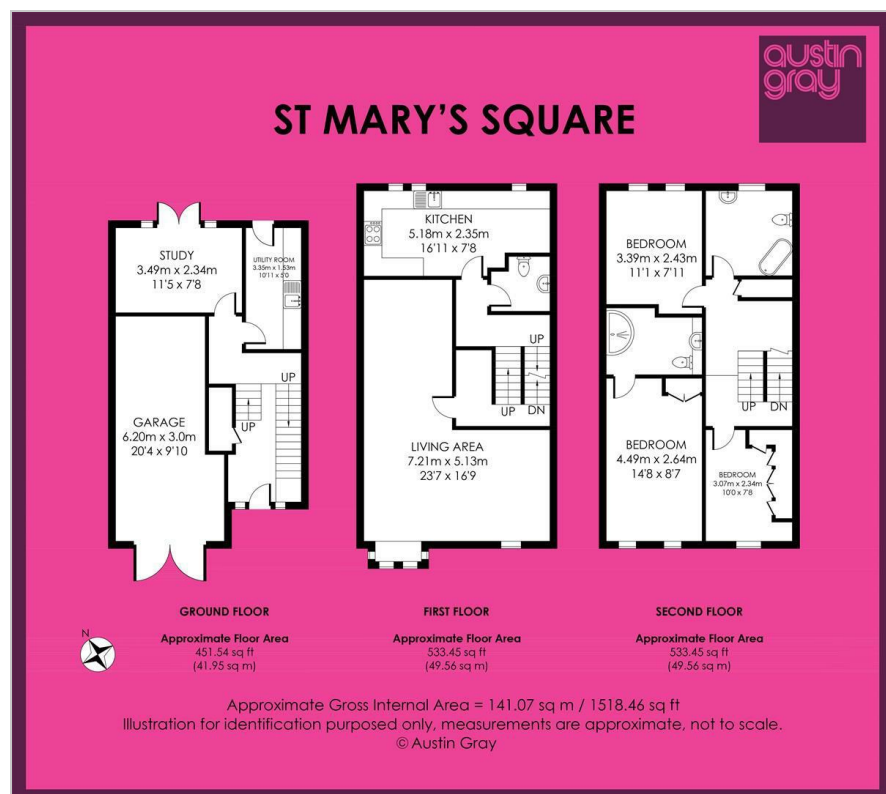 austin
gray
ST MARY'S SQUARE
STUDY
3.49m x 2.34m
11'5 x 7'8
UTILITY ROOM
3.35m x 1.53m
10'11 x 5'0
GARAGE
6.20m x 3.0m
20'4 x 9'10
UP
UP
KITCHEN
5.18m x 2.35m
16'11 x 7'8
UP
UP
DN
LIVING AREA
7.21m x 5.13m
23'7 x 16'9
BEDROOM
3.39m x 2.43m
11'1 x 7'11
UP
DN
BEDROOM
4.49m x 2.64m
14'8 x 8'7
BEDROOM
3.07m x 2.34m
10'0 x 7'8
GROUND FLOOR
Approximate Floor Area
451.54 sq ft
(41.95 sq m)
FIRST FLOOR
Approximate Floor Area
533.45 sq ft
(49.56 sq m)
SECOND FLOOR
Approximate Floor Area
533.45 sq ft
(49.56 sq m)
N
Approximate Gross Internal Area = 141.07 sq m / 1518.46 sq ft
Illustration for identification purposed only, measurements are approximate, not to scale.
© Austin Gray